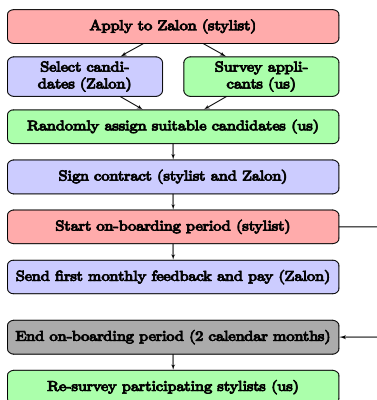 Apply to Zalon (stylist)
Select candi-
dates (Zalon)
Survey appli-
cants (us)
Randomly assign suitable candidates (us)
Sign contract (stylist and Zalon)
Start on-boarding period (stylist)
Send first monthly feedback and pay (Zalon)
End on-boarding period (2 calendar months)
Re-survey participating stylists (us)